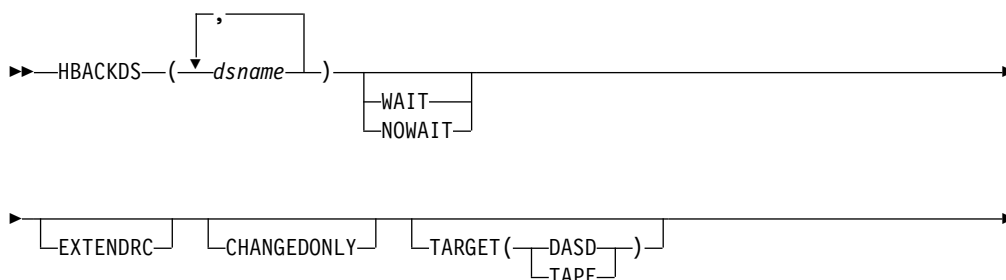 ,
HBACKDS ( dsname )
WAIT
NOWAIT
EXTENDRC CHANGEDONLY TARGET( DASD )
TAPE